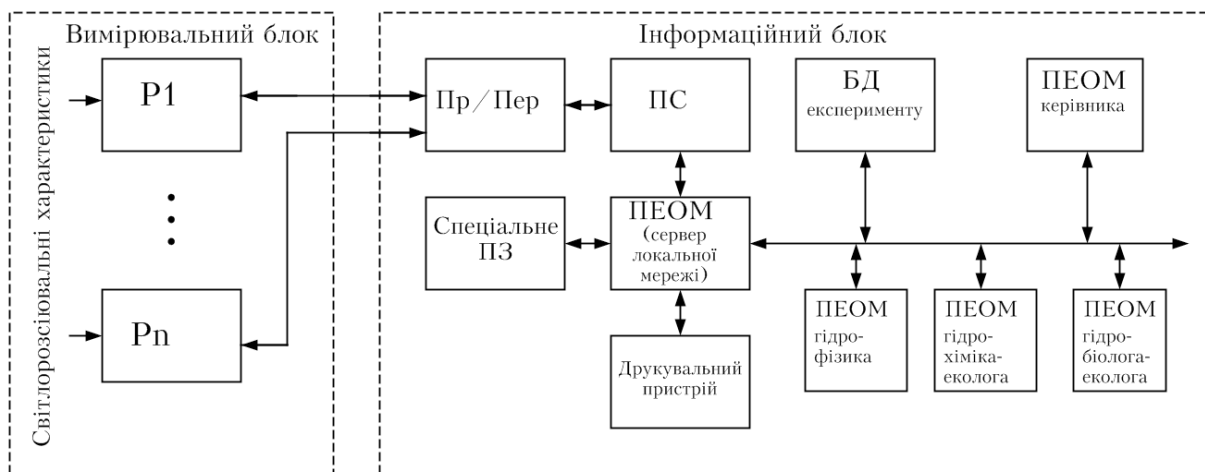 Вимірювальний блок
Світлорозсіювальні характеристики
P1
Pn
Інформаційний блок
Пр/Пер
ПС
БД
експерименту
ПЕОМ
керівника
Спеціальне
ПЗ
ПЕОМ
(сервер
локальної
мережі)
Друкувальний
пристрій
ПЕОМ
гідро-
фізика
ПЕОМ
гідро-
хіміка-
еколога
ПЕОМ
гідро-
біолога-
еколога